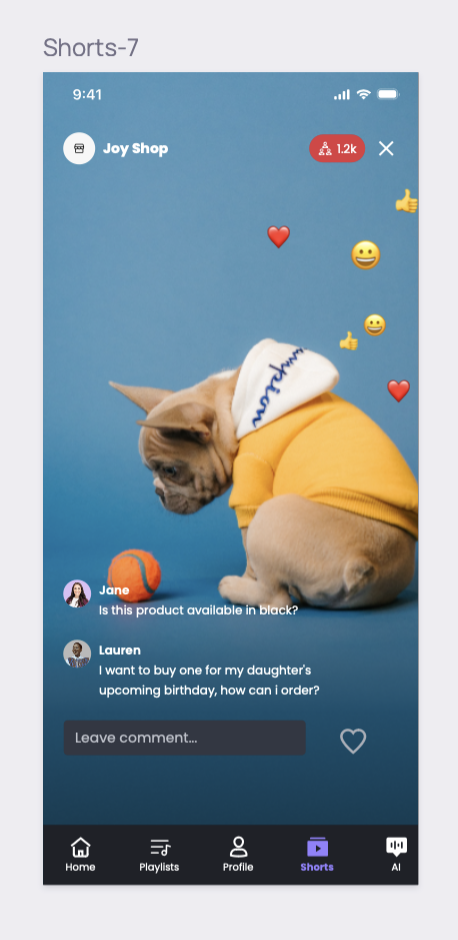 Shorts-7
9:41
Joy Shop
1.2k
Jane
Is this product available in black?
Lauren
I want to buy one for my daughter's
upcoming birthday, how can i order?
Leave comment...
Home
Playlists
Profile
Shorts
AI